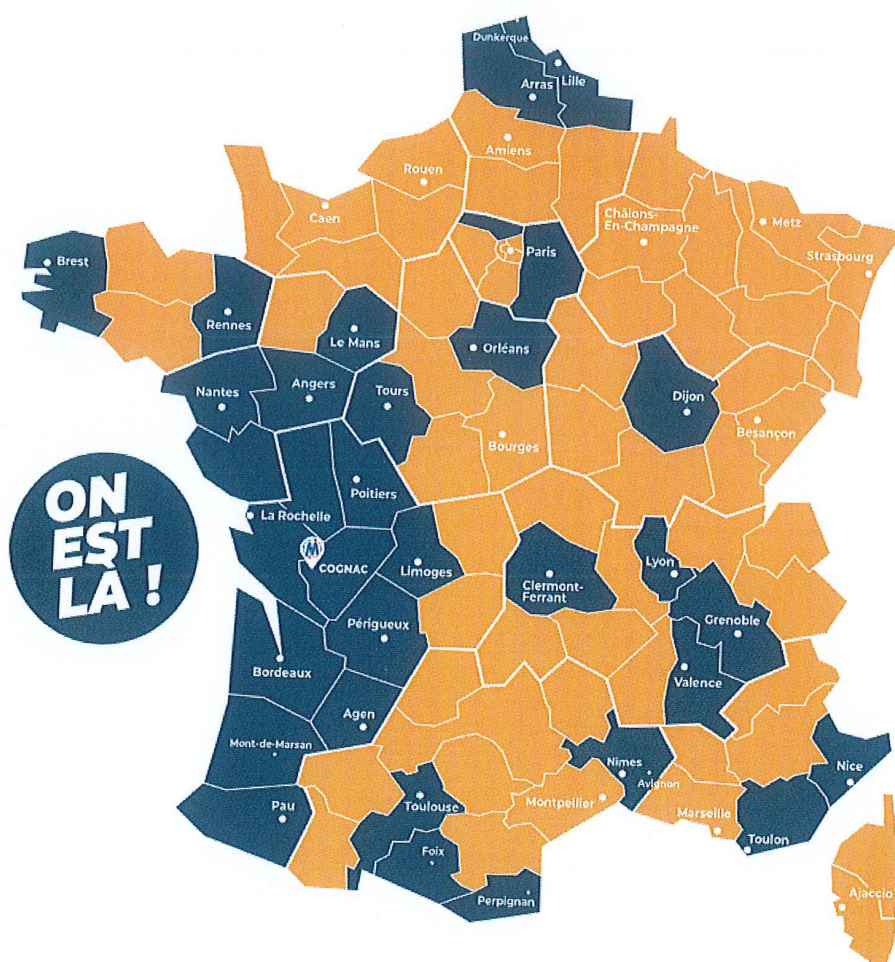 Dunkerque
Lille
Arras
Amiens
Rouen
Caen
Châlons-
En-Champagne
Metz
Strasbourg
Paris
Brest
Rennes
Le Mans
Orléans
Nantes
Angers
Tours
Dijon
Bourges
Besançon
ON
EST
LÀ !
Poitiers
La Rochelle
M
COGNAC
Limoges
Clermont-
Ferrant
Lyon
Grenoble
Périgueux
Bordeaux
Valence
Agen
Mont-de-Marsan
Nîmes
Avignon
Nice
Toulouse
Montpellier
Marseille
Pau
Toulon
Foix
Perpignan
Ajaccio